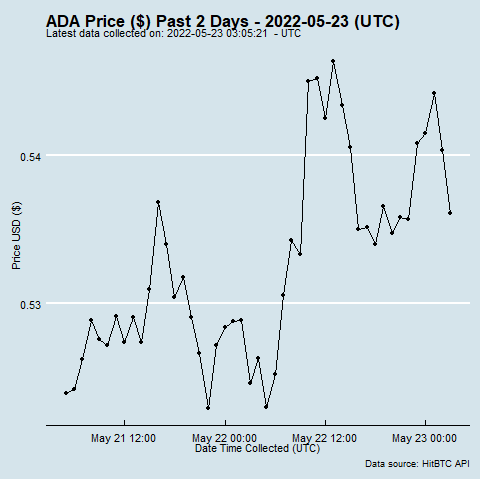 ADA Price ($) Past 2 Days - 2022-05-23 (UTC)
Latest data collected on: 2022-05-23 03:05:21  - UTC
0.54
Price USD ($)
0.53
May 21 12:00
May 22 00:00
May 22 12:00
May 23 00:00
Date Time Collected (UTC)
Data source: HitBTC API